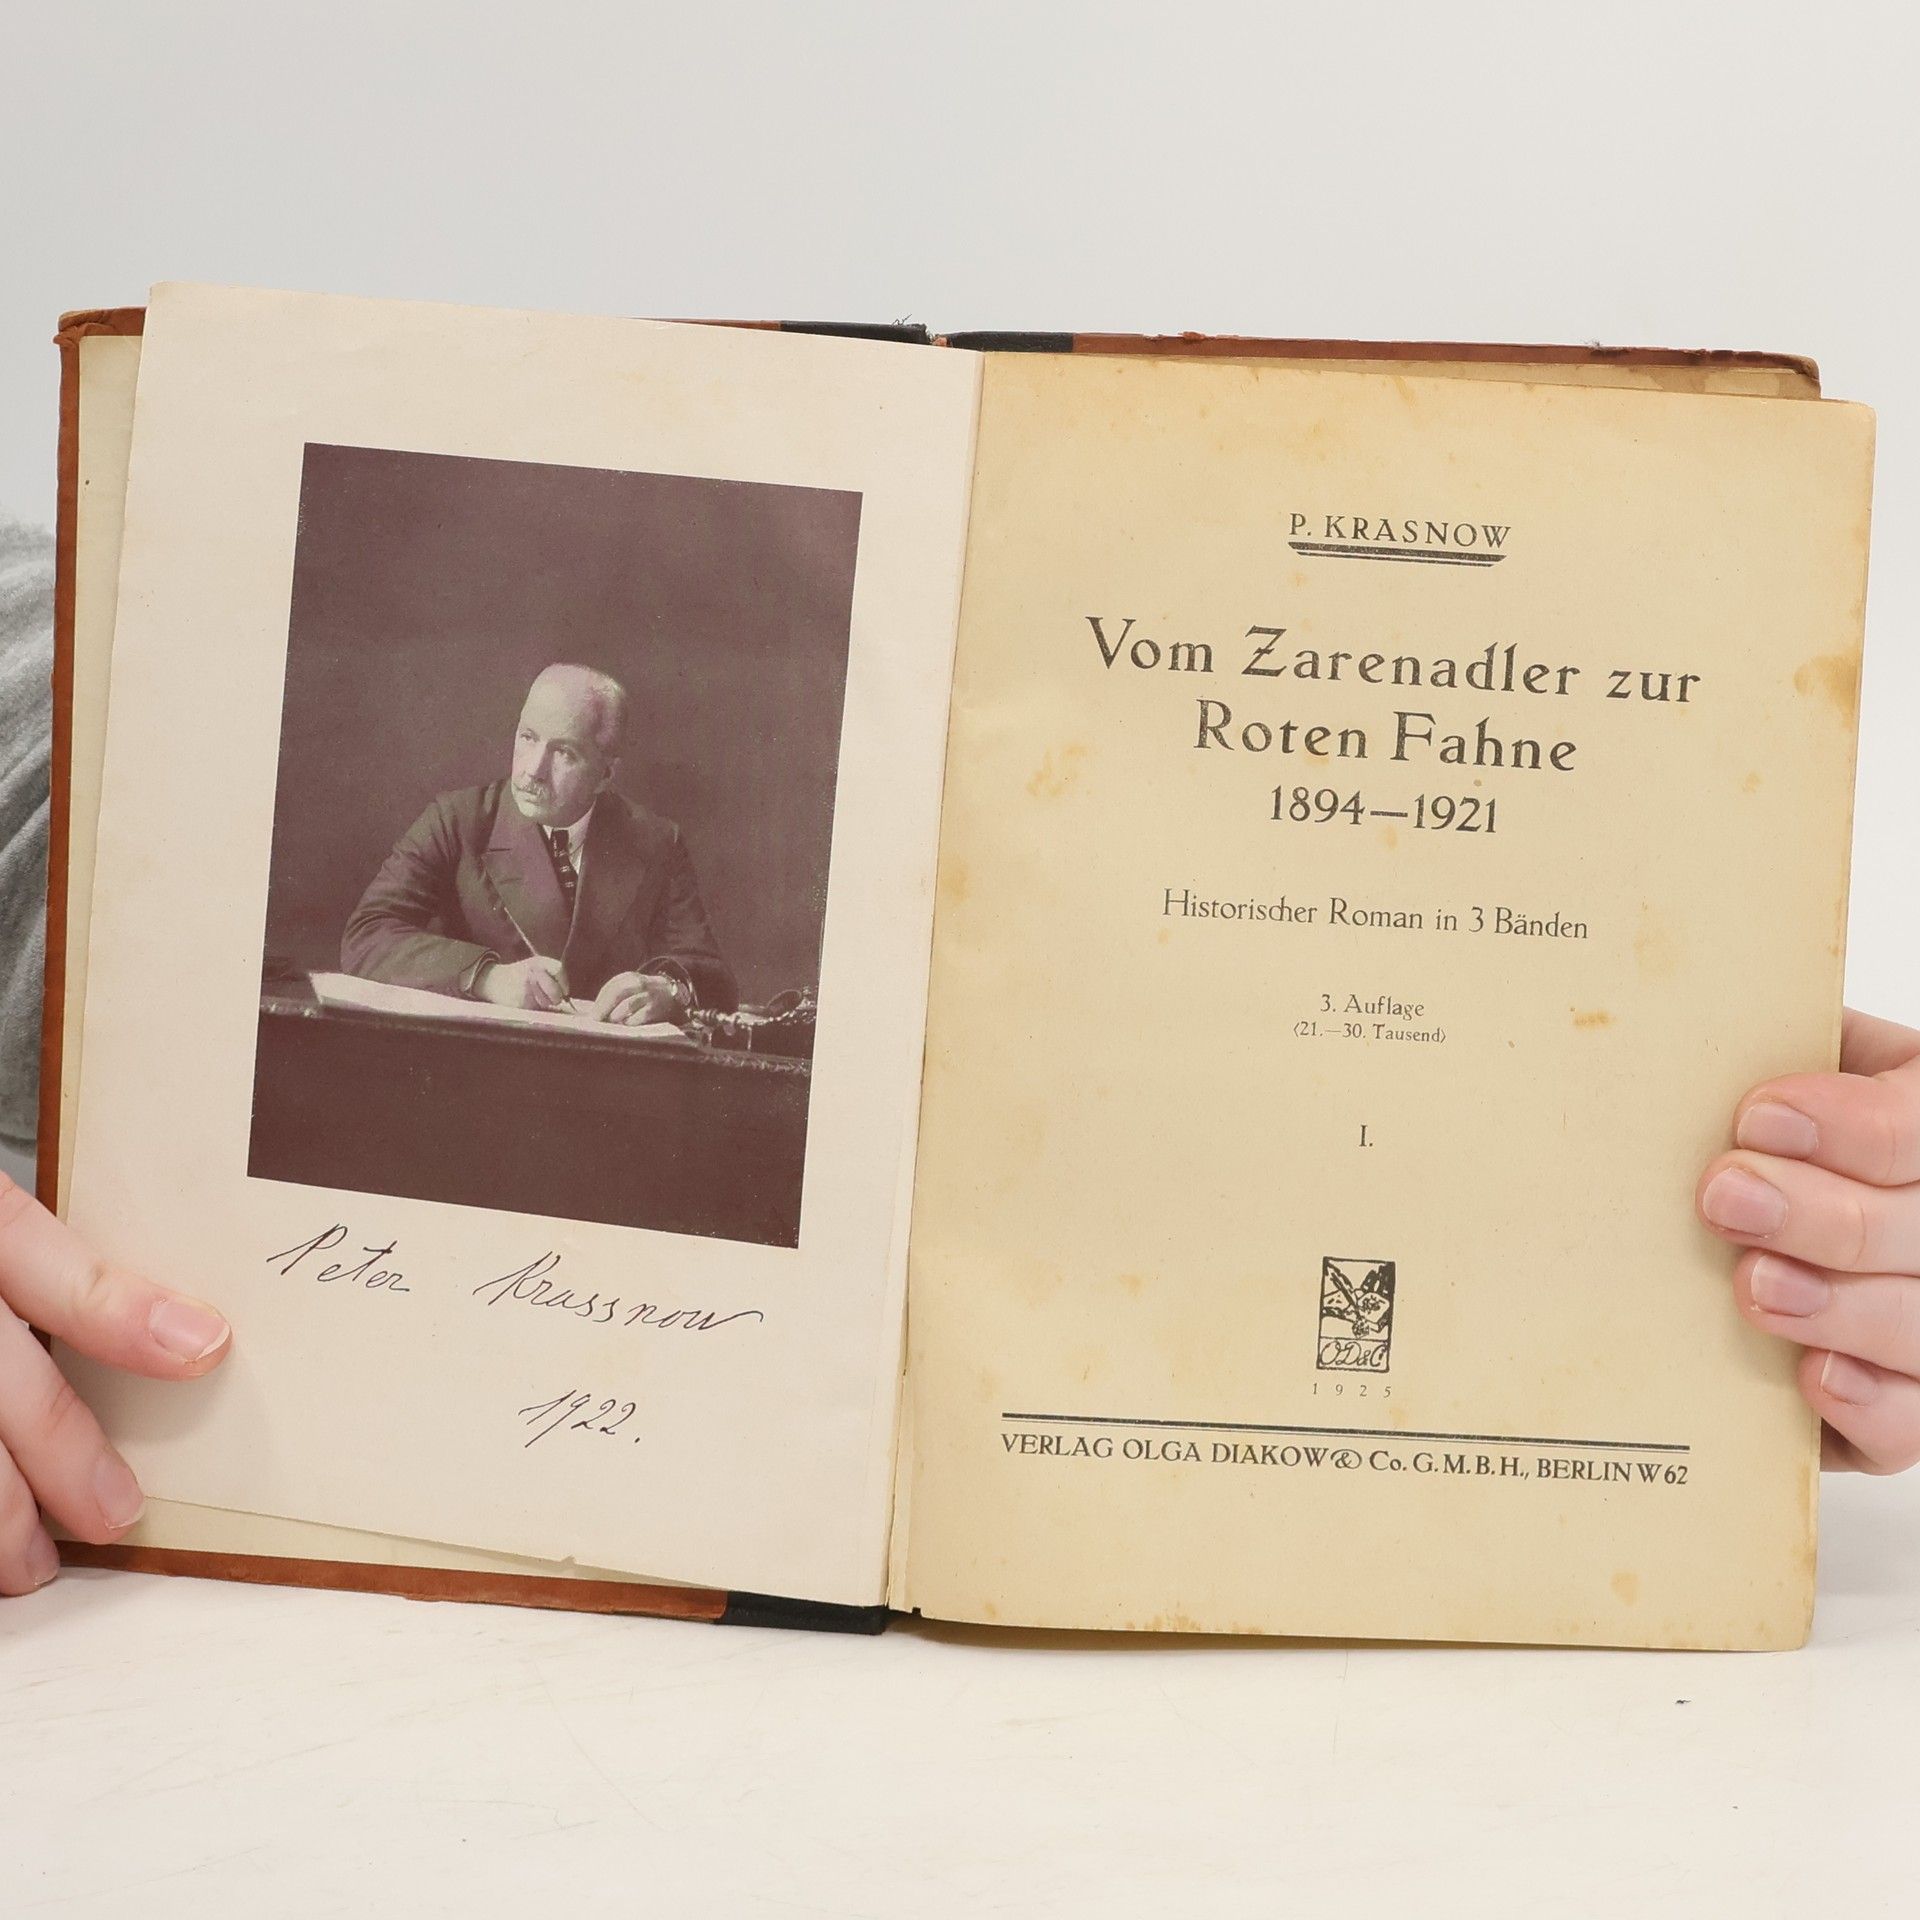 Peter Krassnow
1922.
P. KRASNOW
Vom Zarenadler zur
Roten Fahne
1894—1921
Historischer Roman in 3 Bänden
3. Auflage
(21.—30. Tausend)
I.
OD&C
1925
VERLAG OLGA DIAKOW & Co. G.M.B.H., BERLIN W 62